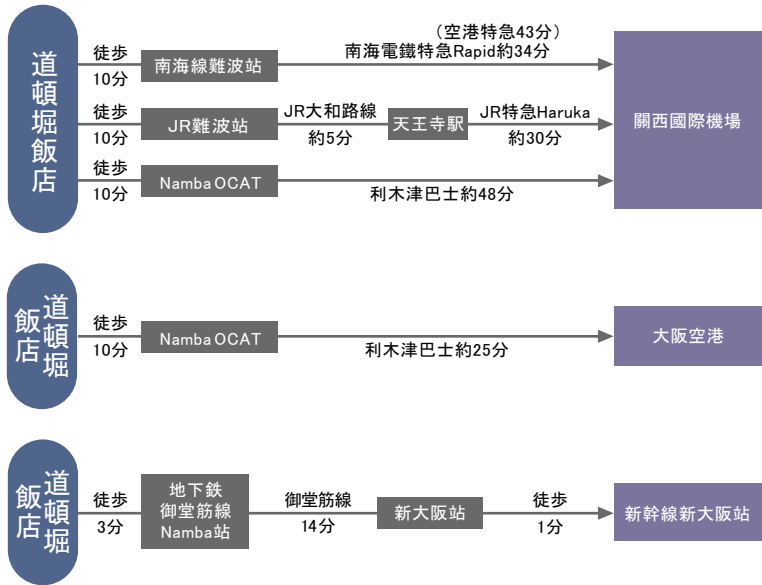 道頓堀飯店
徒歩
10分
南海線難波站
(空港特急43分)
南海電鐵特急Rapid約34分
徒歩
10分
JR難波站
JR大和路線
約5分
天王寺駅
JR特急Haruka
約30分
徒歩
10分
Namba OCAT
利木津巴士約48分
關西國際機場
道頓堀
飯店
徒歩
10分
Namba OCAT
利木津巴士約25分
大阪空港
道頓堀
飯店
徒歩
3分
地下鉄
御堂筋線
Namba站
御堂筋線
14分
新大阪站
徒歩
1分
新幹線新大阪站